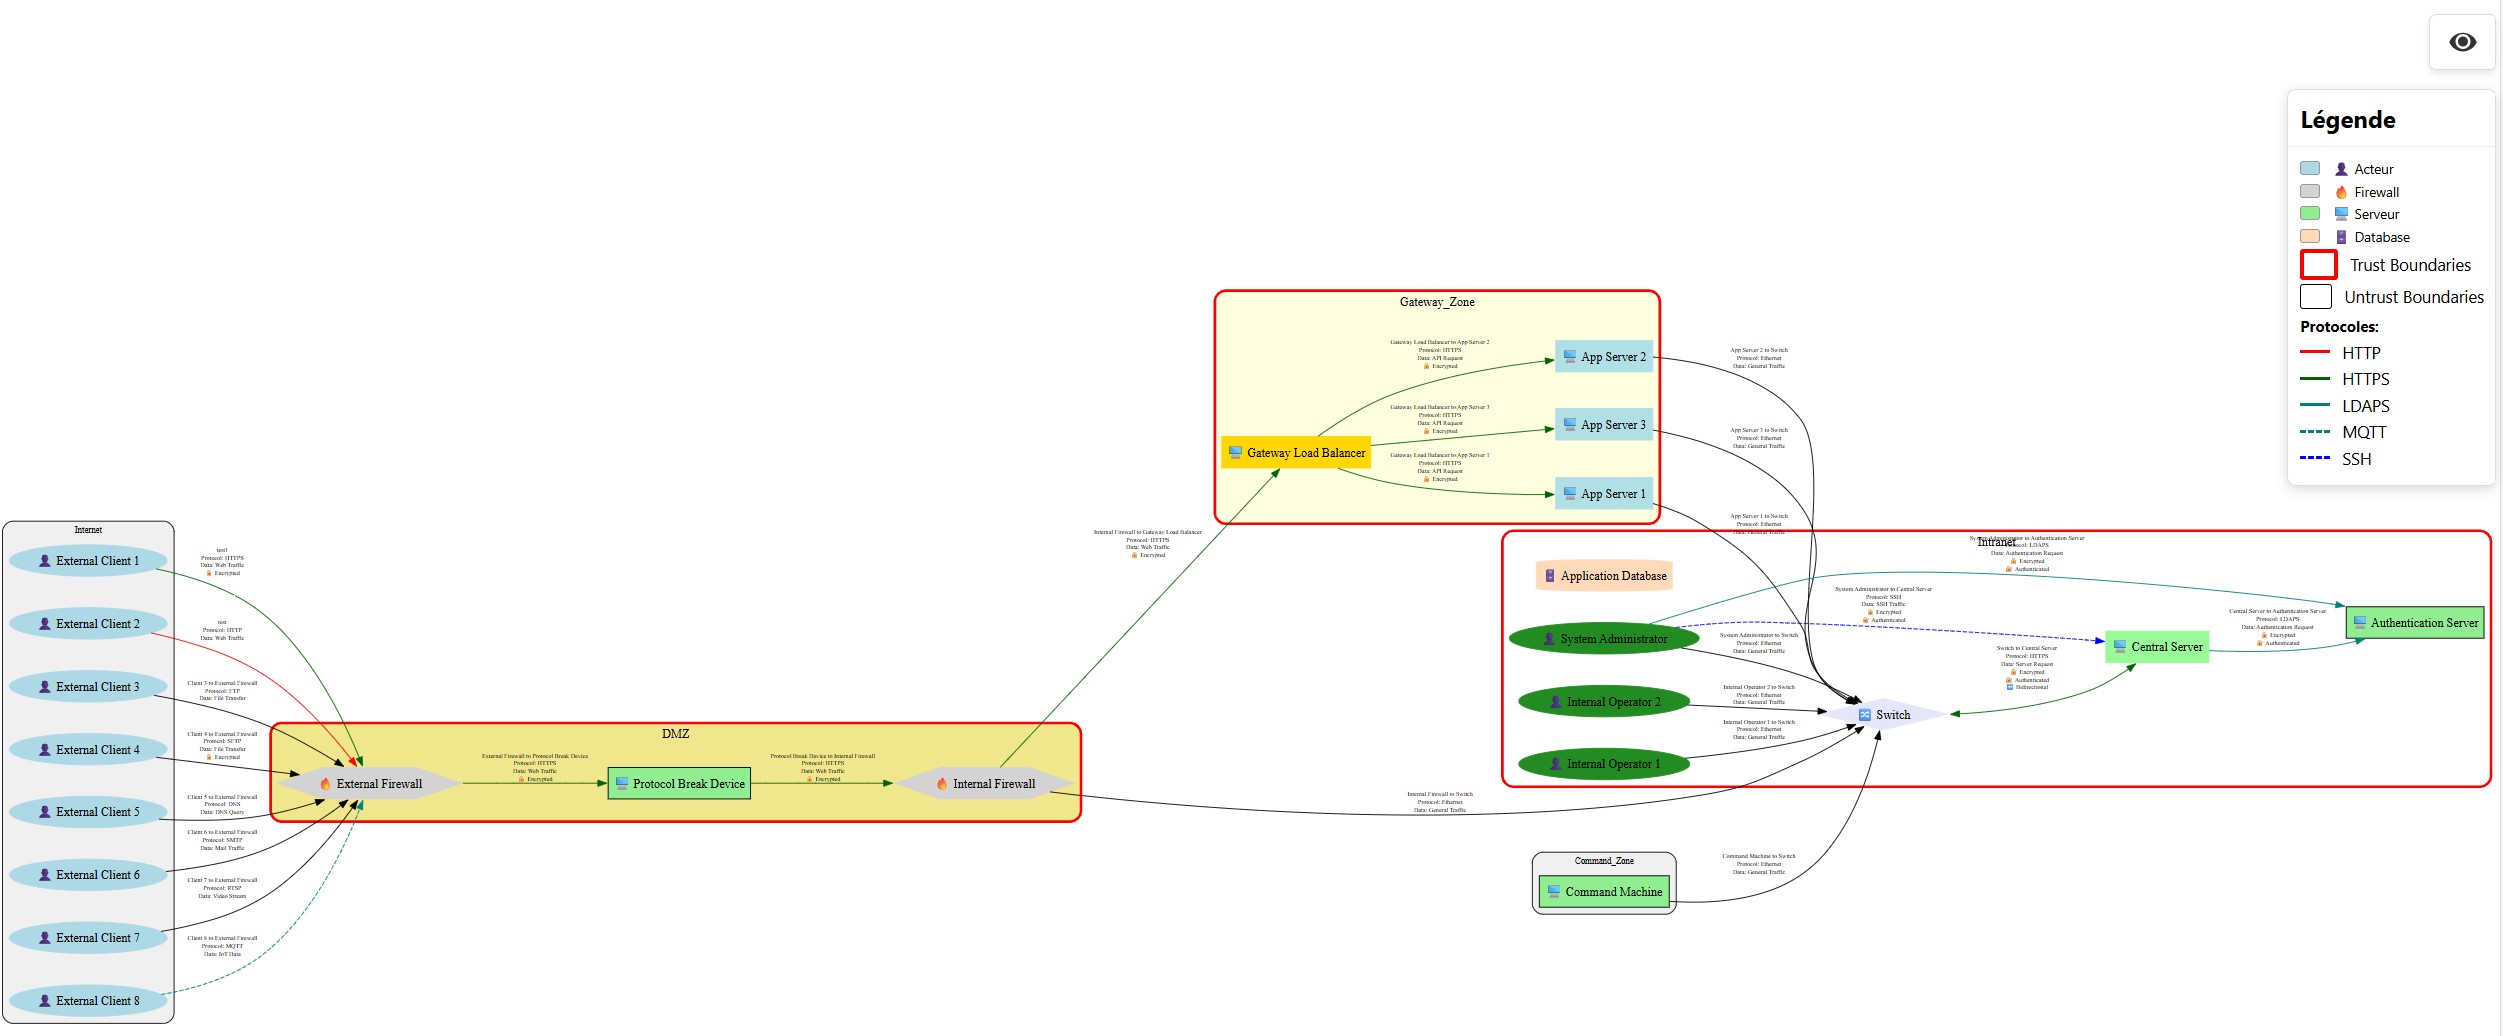 Légende
Acteur
Firewall
Serveur
Database
Trust Boundaries
Untrust Boundaries
Protocoles:
HTTP
HTTPS
LDAPS
MQTT
SSH
Internet
External Client 1
External Client 2
External Client 3
External Client 4
External Client 5
External Client 6
External Client 7
External Client 8
test1
Protocol: HTTPS
Data: Web Traffic
Encrypted
test
Protocol: HTTP
Data: Web Traffic
Client 3 to External Firewall
Protocol: FTP
Data: File Transfer
Client 4 to External Firewall
Protocol: SFTP
Data: File Transfer
Encrypted
Client 5 to External Firewall
Protocol: DNS
Data: DNS Query
Client 6 to External Firewall
Protocol: SMTP
Data: Mail Traffic
Client 7 to External Firewall
Protocol: RTSP
Data: Video Stream
Client 8 to External Firewall
Protocol: MQTT
Data: IoT Data
DMZ
External Firewall
External Firewall to Protocol Break Device
Protocol: HTTPS
Data: Web Traffic
Encrypted
Protocol Break Device
Protocol Break Device to Internal Firewall
Protocol: HTTPS
Data: Web Traffic
Encrypted
Internal Firewall
Internal Firewall to Gateway Load Balancer
Protocol: HTTPS
Data: Web Traffic
Encrypted
Internal Firewall to Switch
Protocol: Ethernet
Data: General Traffic
Gateway_Zone
Gateway Load Balancer
Gateway Load Balancer to App Server 2
Protocol: HTTPS
Data: API Request
Encrypted
Gateway Load Balancer to App Server 3
Protocol: HTTPS
Data: API Request
Encrypted
Gateway Load Balancer to App Server 1
Protocol: HTTPS
Data: API Request
Encrypted
App Server 2
App Server 3
App Server 1
App Server 2 to Switch
Protocol: Ethernet
Data: General Traffic
App Server 3 to Switch
Protocol: Ethernet
Data: General Traffic
App Server 1 to Switch
Protocol: Ethernet
Data: General Traffic
Intranet
Application Database
System Administrator
Internal Operator 2
Internal Operator 1
System Administrator to Authentication Server
Protocol: LDAPS
Data: Authentication Request
Encrypted
Authenticated
System Administrator to Central Server
Protocol: SSH
Data: SSH Traffic
Encrypted
Authenticated
System Administrator to Switch
Protocol: Ethernet
Data: General Traffic
Internal Operator 2 to Switch
Protocol: Ethernet
Data: General Traffic
Internal Operator 1 to Switch
Protocol: Ethernet
Data: General Traffic
Switch
Switch to Central Server
Protocol: HTTPS
Data: Server Request
Encrypted
Authenticated
Bidirectional
Central Server
Central Server to Authentication Server
Protocol: LDAPS
Data: Authentication Request
Encrypted
Authenticated
Authentication Server
Command_Zone
Command Machine
Command Machine to Switch
Protocol: Ethernet
Data: General Traffic